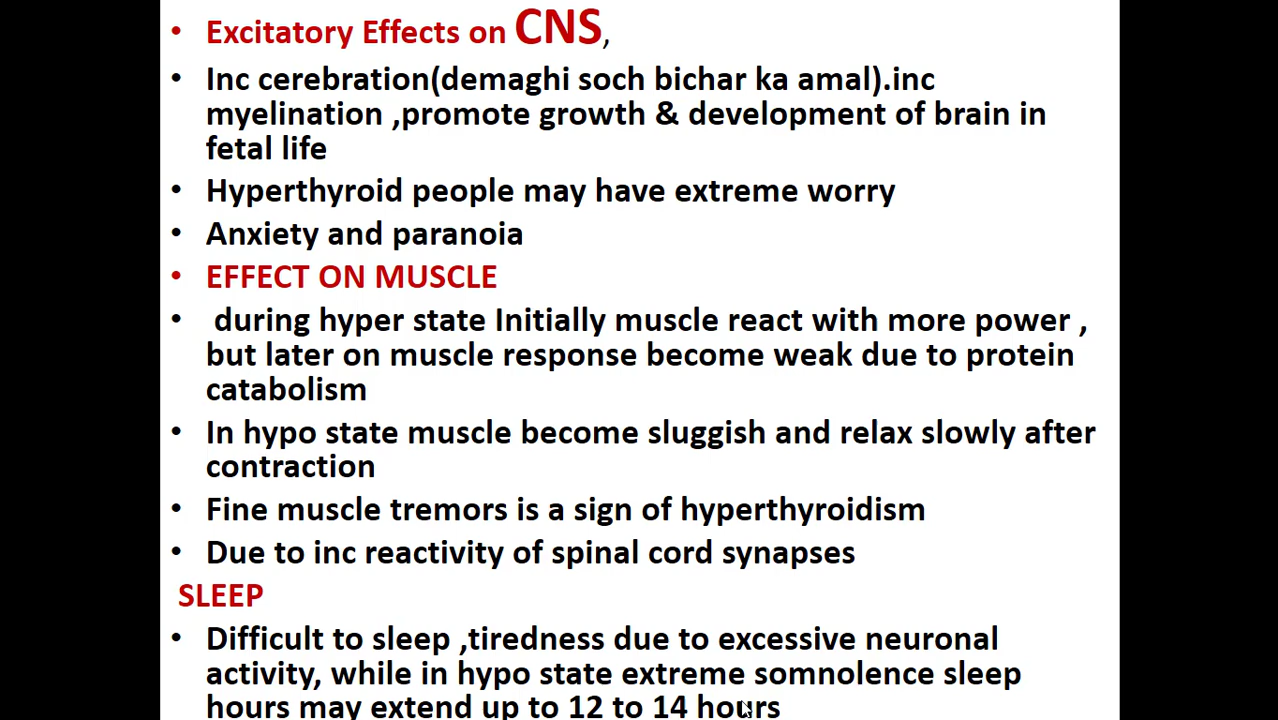 • Excitatory Effects on CNS,
• Inc cerebration(demaghi soch bichar ka amal).inc
myelination ,promote growth & development of brain in
fetal life
• Hyperthyroid people may have extreme worry
• Anxiety and paranoia
• EFFECT ON MUSCLE
• during hyper state Initially muscle react with more power ,
but later on muscle response become weak due to protein
catabolism
• In hypo state muscle become sluggish and relax slowly after
contraction
• Fine muscle tremors is a sign of hyperthyroidism
• Due to inc reactivity of spinal cord synapses
SLEEP
• Difficult to sleep ,tiredness due to excessive neuronal
activity, while in hypo state extreme somnolence sleep
hours may extend up to 12 to 14 hours